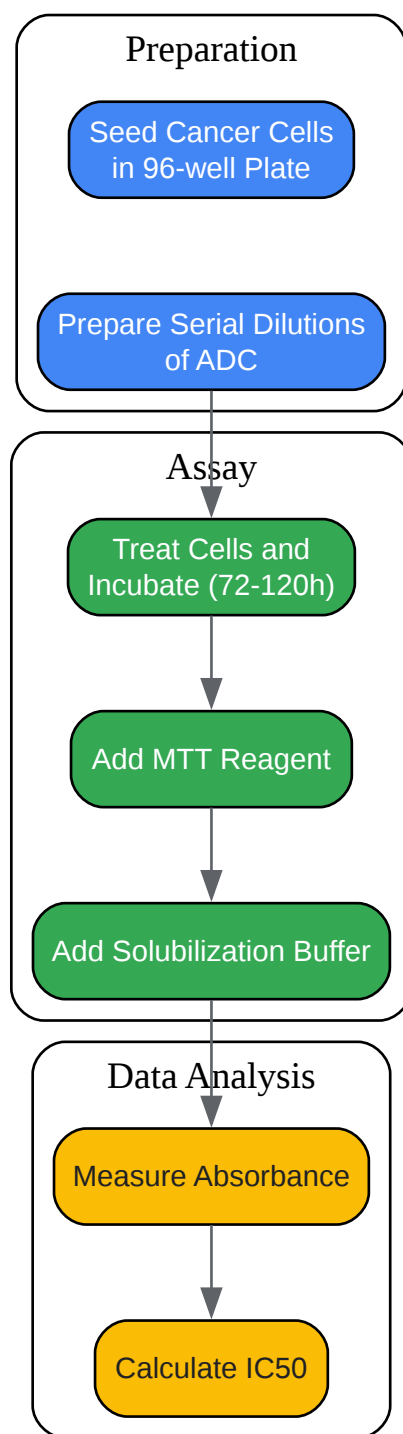 Preparation
Seed Cancer Cells
in 96-well Plate
Prepare Serial Dilutions
of ADC
Assay
Treat Cells and
Incubate (72-120h)
Add MTT Reagent
Add Solubilization Buffer
Data Analysis
Measure Absorbance
Calculate IC50